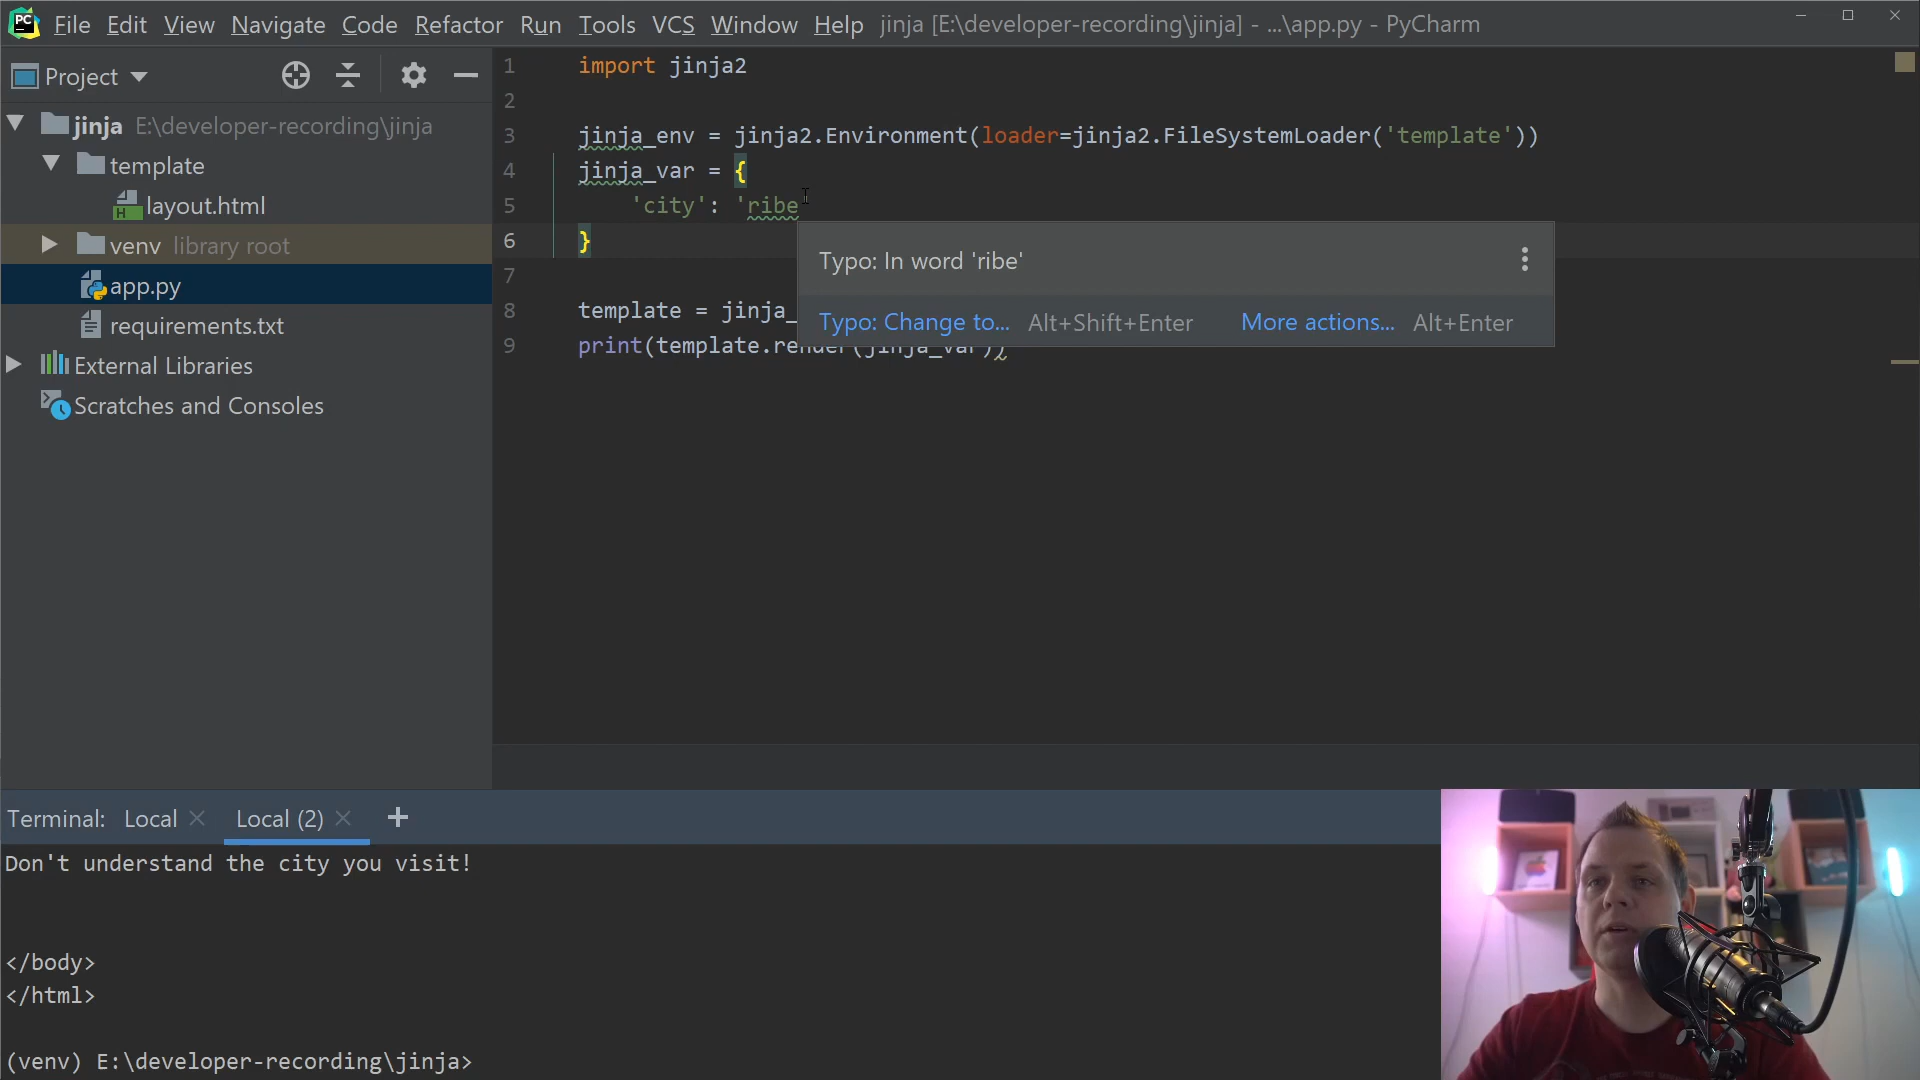 PC File Edit View Navigate Code Refactor Run Tools VCS Window Help jinja [E:\developer-recording\jinja] - ...\app.py - PyCharm
Project
jinja E:\developer-recording\jinja
template
layout.html
venv library root
app.py
requirements.txt
External Libraries
Scratches and Consoles
1 import jinja2
2
3 jinja_env = jinja2.Environment(loader=jinja2.FileSystemLoader('template'))
4 jinja_var = {
5 'city': 'ribe
6 }
7
8 template = jinja_
9 print(template.render(jinja_var))
Typo: In word 'ribe'
Typo: Change to... Alt+Shift+Enter More actions... Alt+Enter
Terminal: Local Local (2)
Don't understand the city you visit!
</body>
</html>
(venv) E:\developer-recording\jinja>